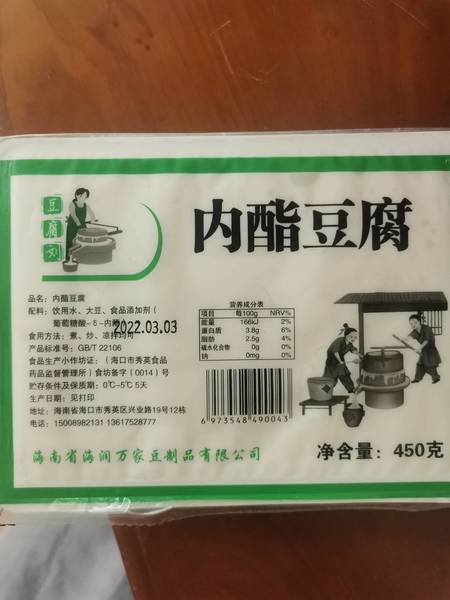 豆腐刘
内酯豆腐
品名：内酯豆腐
配料：饮用水、大豆、食品添加剂（
葡萄糖酸-δ-内酯）
2022.03.03
食用方法：煮、炒、凉拌均可
产品标准号：GB/T 22106
食品生产小作坊证：（海口市秀英食品
药品监督管理所）食坊备字（0014）号
贮存条件及保质期：0℃-5℃ 5天
生产日期：见打印
地址：海南省海口市秀英区兴业路19号12栋
电话：15008982131 13617528777
营养成分表
项目 每100g NRV%
能量 166kJ 2%
蛋白质 3.8g 6%
脂肪 2.5g 4%
碳水化合物 0g 0%
钠 0mg 0%
6973548490043
海南省海润万家豆制品有限公司
净含量：450克